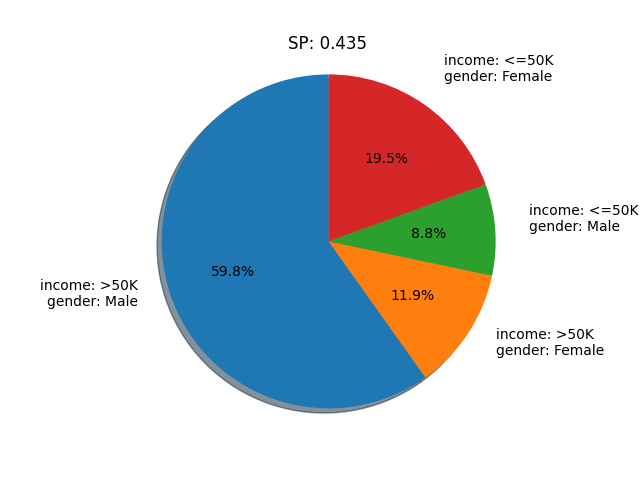 SP: 0.435
income: <=50K
gender: Female
19.5%
income: <=50K
gender: Male
8.8%
59.8%
income: >50K
gender: Male
11.9%
income: >50K
gender: Female